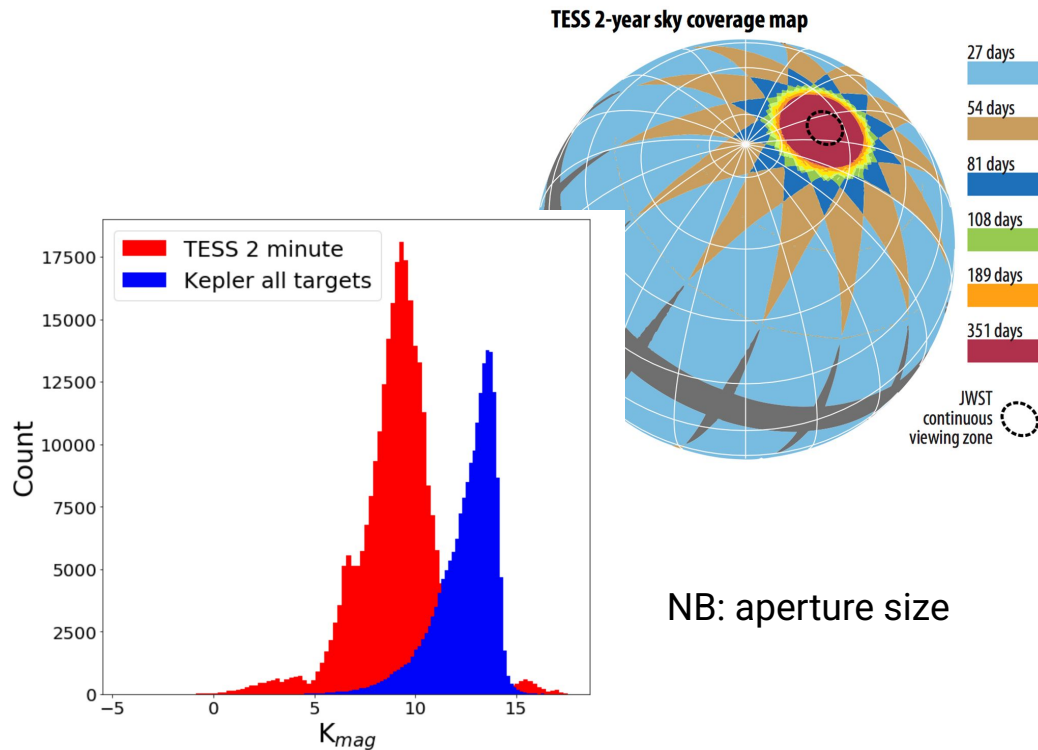 TESS 2-year sky coverage map
27 days
54 days
81 days
108 days
189 days
351 days
JWST
continuous
viewing zone
TESS 2 minute
Kepler all targets
17500
15000
12500
10000
7500
5000
2500
0
Count
−5
0
5
10
15
K_mag
NB: aperture size